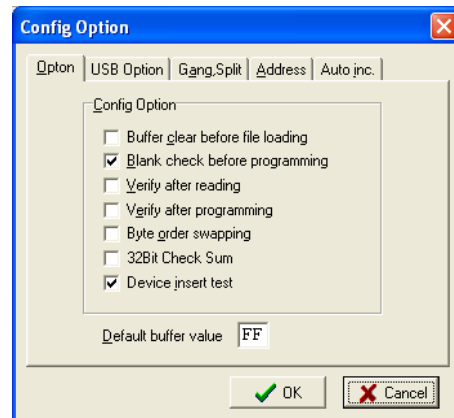 Config Option
Opton USB Option Gang,Split Address Auto inc.
Config Option
Buffer clear before file loading
Blank check before programming
Verify after reading
Verify after programming
Byte order swapping
32Bit Check Sum
Device insert test
Default buffer value FF
OK Cancel